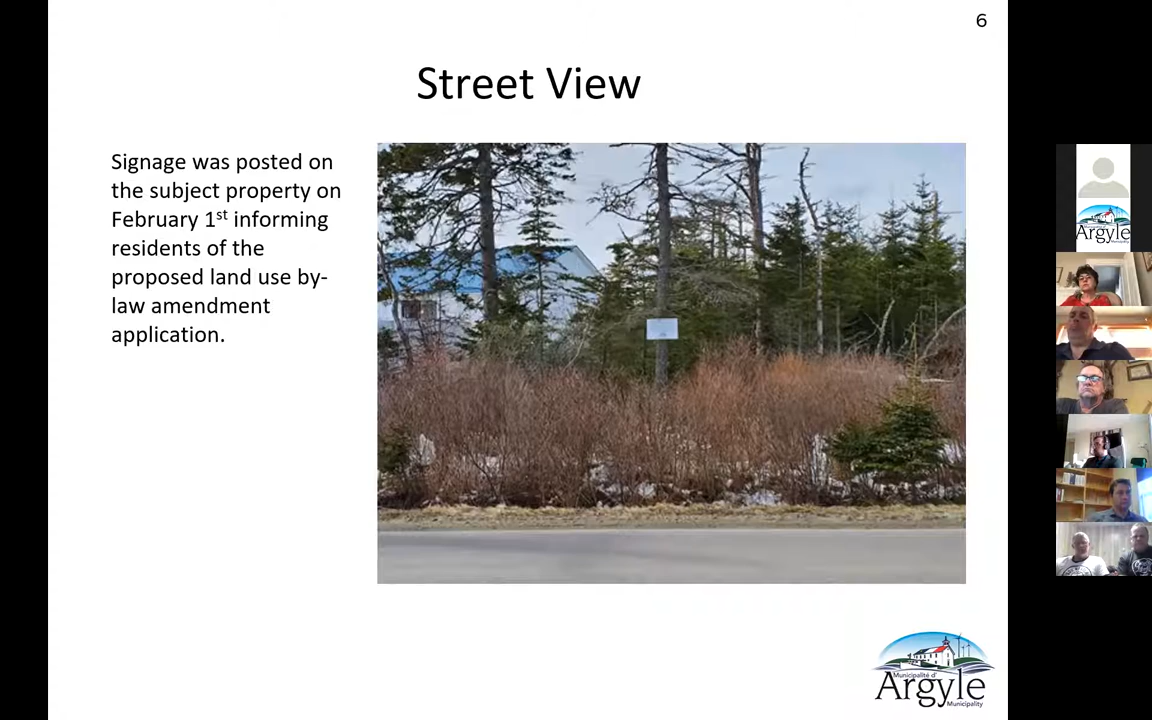 6
Street View
Signage was posted on
the subject property on
February 1st informing
residents of the
proposed land use by-
law amendment
application.
Argyle
Municipality
Municipalité d'
Argyle
Municipality